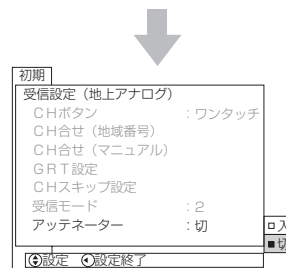 初期
受信設定（地上アナログ）
CHボタン ：ワンタッチ
CH合せ（地域番号）
CH合せ（マニュアル）
GRT設定
CHスキップ設定
受信モード ：2
アッテネーター ：切
入
切
設定 設定終了